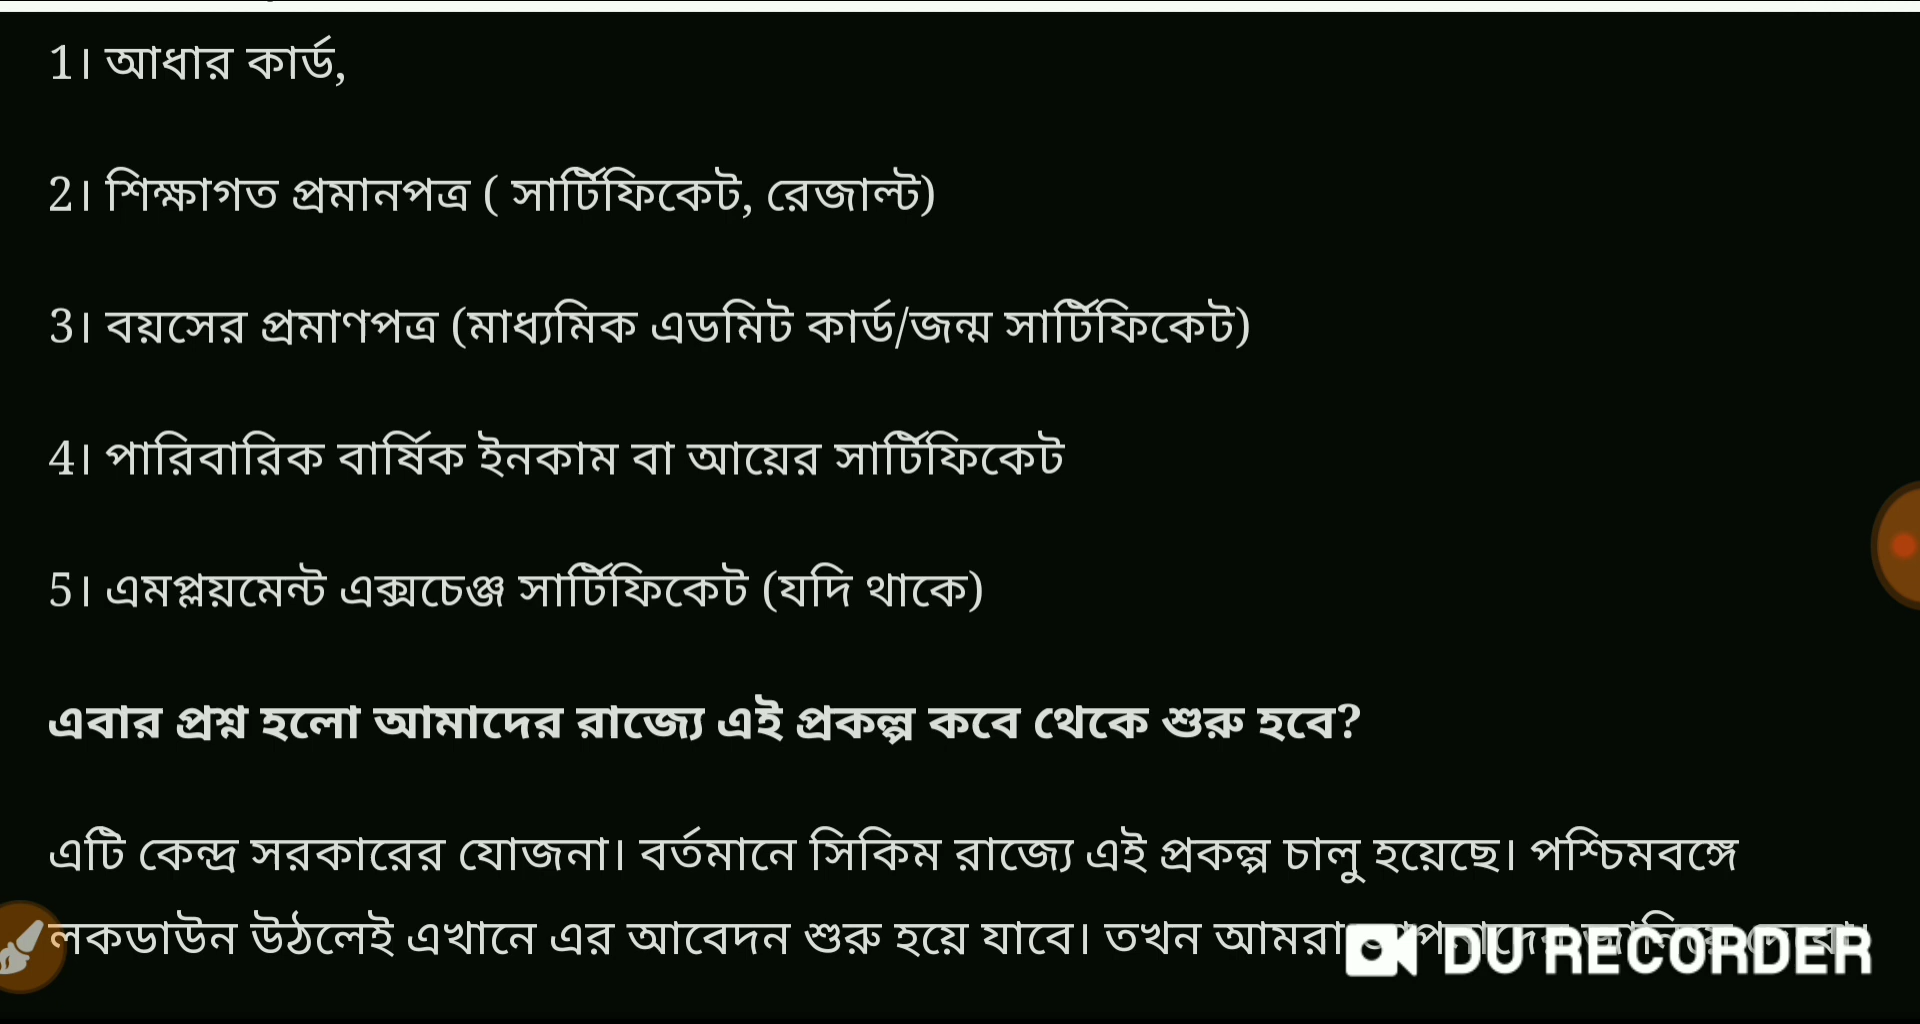 1। আধার কার্ড,
2। শিক্ষাগত প্রমানপত্র ( সার্টিফিকেট, রেজাল্ট)
3। বয়সের প্রমাণপত্র (মাধ্যমিক এডমিট কার্ড/জন্ম সার্টিফিকেট)
4। পারিবারিক বার্ষিক ইনকাম বা আয়ের সার্টিফিকেট
5। এমপ্লয়মেন্ট এক্সচেঞ্জ সার্টিফিকেট (যদি থাকে)
এবার প্রশ্ন হলো আমাদের রাজ্যে এই প্রকল্প কবে থেকে শুরু হবে?
এটি কেন্দ্র সরকারের যোজনা। বর্তমানে সিকিম রাজ্যে এই প্রকল্প চালু হয়েছে। পশ্চিমবঙ্গে
লকডাউন উঠলেই এখানে এর আবেদন শুরু হয়ে যাবে। তখন আমরা
DU RECORDER